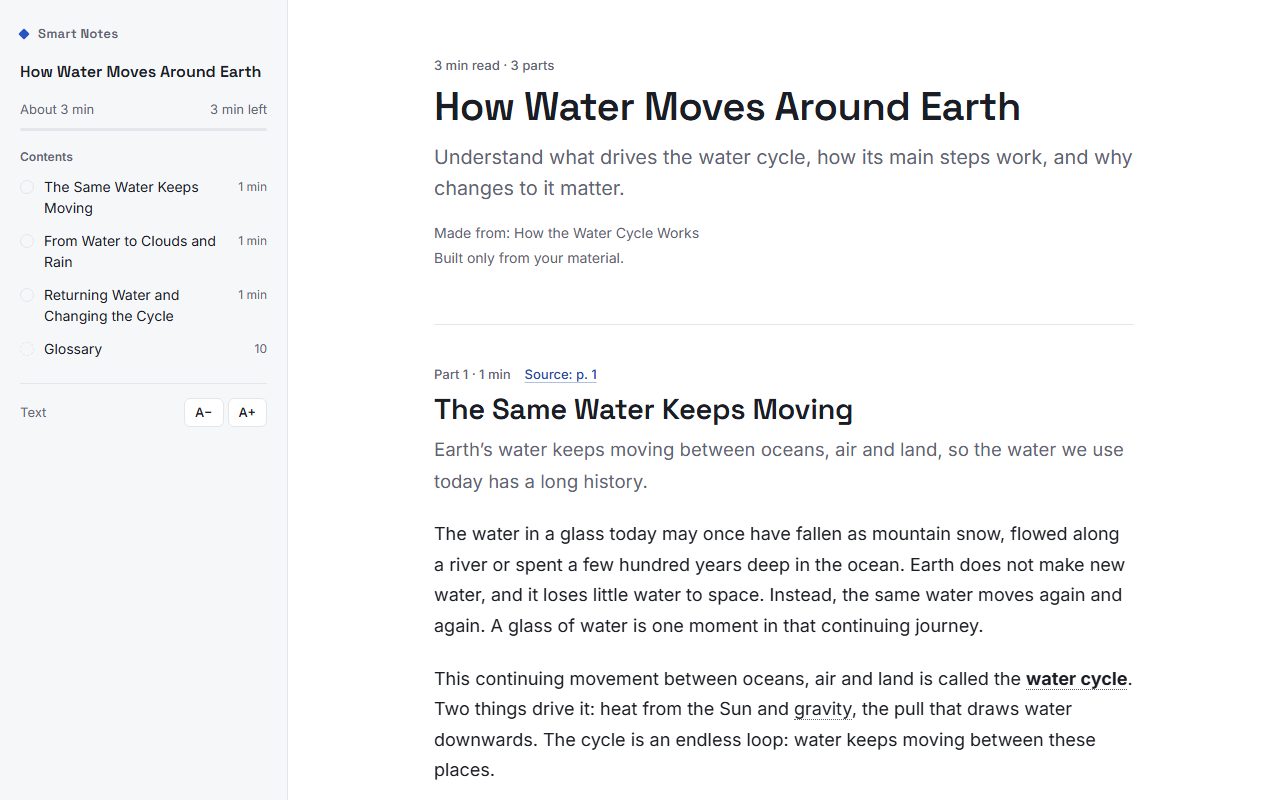 Smart Notes
How Water Moves Around Earth
About 3 min 3 min left
Contents
The Same Water Keeps 1 min
Moving
From Water to Clouds and 1 min
Rain
Returning Water and 1 min
Changing the Cycle
Glossary 10
Text A− A+
3 min read · 3 parts
How Water Moves Around Earth
Understand what drives the water cycle, how its main steps work, and why
changes to it matter.
Made from: How the Water Cycle Works
Built only from your material.
Part 1 · 1 min Source: p. 1
The Same Water Keeps Moving
Earth’s water keeps moving between oceans, air and land, so the water we use
today has a long history.
The water in a glass today may once have fallen as mountain snow, flowed along
a river or spent a few hundred years deep in the ocean. Earth does not make new
water, and it loses little water to space. Instead, the same water moves again and
again. A glass of water is one moment in that continuing journey.
This continuing movement between oceans, air and land is called the water cycle.
Two things drive it: heat from the Sun and gravity, the pull that draws water
downwards. The cycle is an endless loop: water keeps moving between these
places.